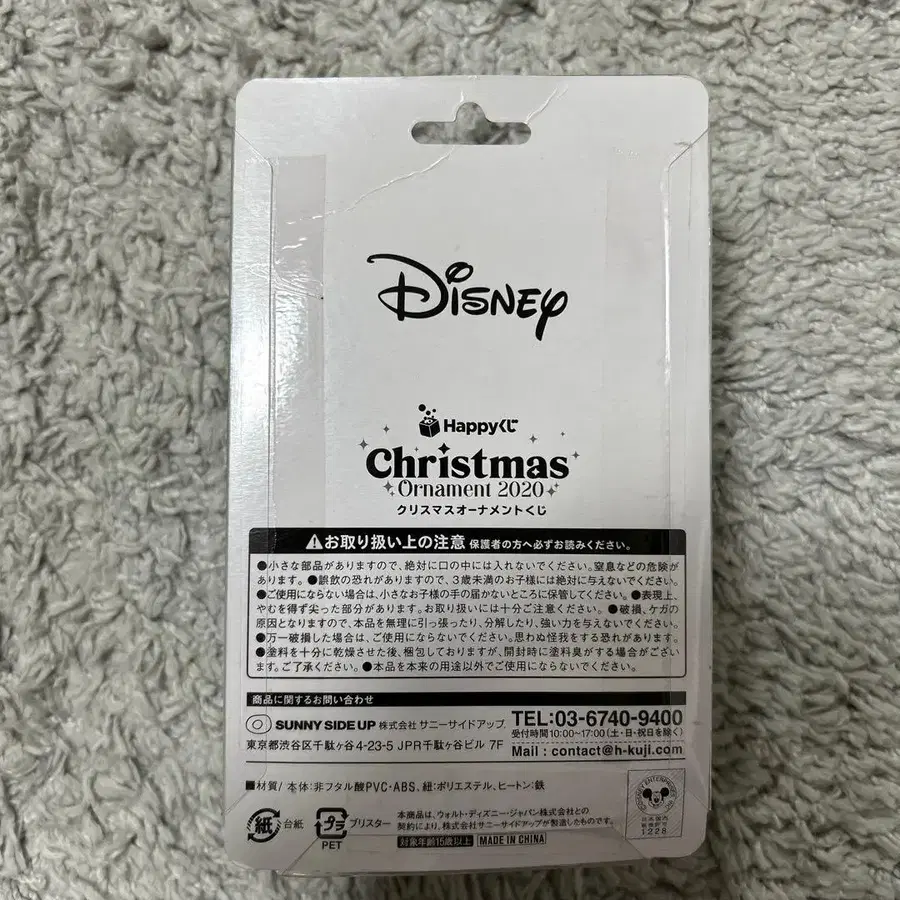 Disney
Happyくじ
Christmas
Ornament 2020
クリスマスオーナメントくじ
⚠お取り扱い上の注意 保護者の方へ必ずお読みください。
●小さな部品がありますので、絶対に口の中には入れないでください。窒息などの危険が
あります。●誤飲の恐れがありますので、3歳未満のお子様には絶対に与えないでください。
●ご使用にならない場合は、小さなお子様の手の届かないところに保管してください。●表現上、
やむを得ず尖った部分があります。お取り扱いには十分ご注意ください。●破損、ケガの
原因となりますので、本品を無理に引っ張ったり、分解したり、強い力を与えないでください。
●万一破損した場合は、ご使用にならないでください。思わぬ怪我をする恐れがあります。
●塗料を十分に乾燥させた後、梱包しておりますが、開封時に塗料臭がする場合がござい
ます。ご了承ください。●本品を本来の用途以外でご使用にならないでください。
商品に関するお問い合わせ
SUNNY SIDE UP 株式会社 サニーサイドアップ
東京都渋谷区千駄ヶ谷4-23-5 JPR千駄ヶ谷ビル 7F
TEL:03-6740-9400
受付時間10:00~17:00(土・日・祝日を除く)
Mail : contact@h-kuji.com
■材質/ 本体:非フタル酸PVC・ABS、紐:ポリエステル、ヒートン:鉄
紙 台紙
プラ ブリスター
PET
本商品は、ウォルト・ディズニー・ジャパン株式会社との
契約により、株式会社サニーサイドアップが製造したものです。
対象年齢15歳以上 MADE IN CHINA
DISNEY ENTERPRISES
日本国内
販売許可
1228